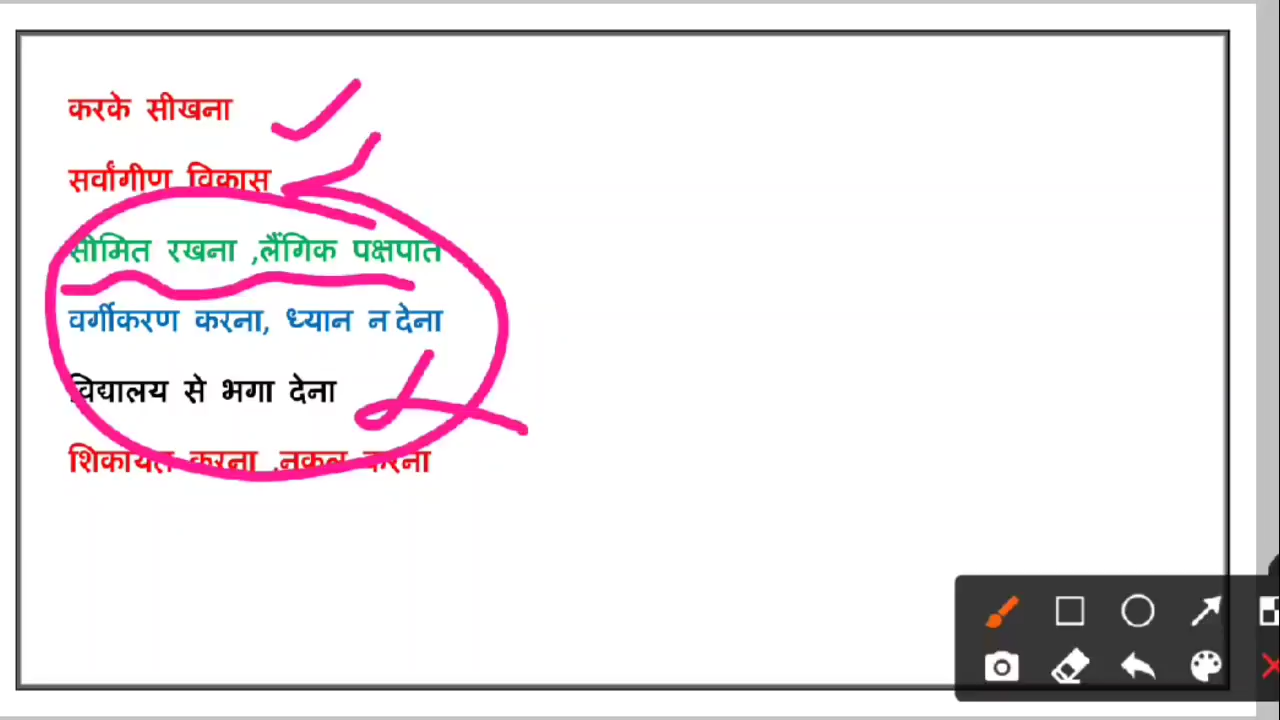 करके सीखना
सर्वांगीण विकास
सीमित रखना ,लैंगिक पक्षपात
वर्गीकरण करना, ध्यान न देना
विद्यालय से भगा देना
शिकायत करना ,नकल करना